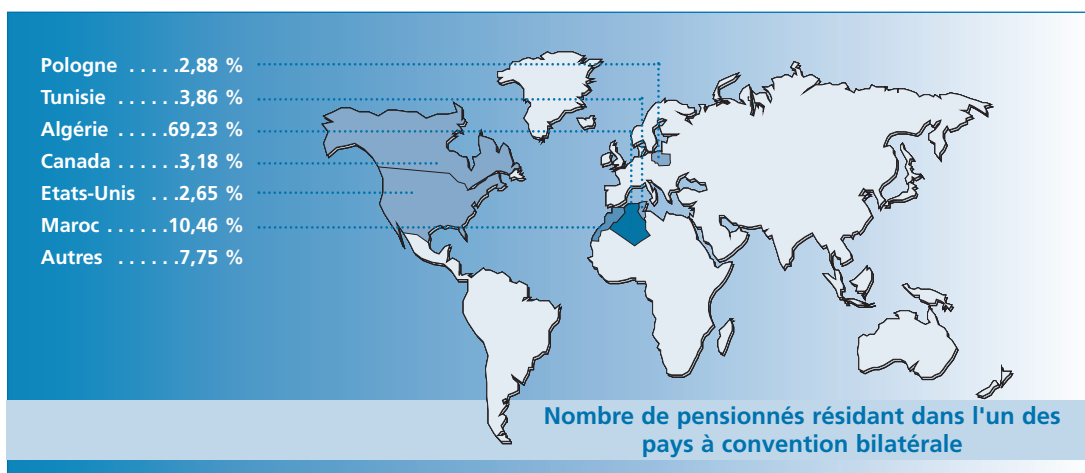 Pologne . . . . .2,88 %
Tunisie . . . . . .3,86 %
Algérie . . . . .69,23 %
Canada . . . . . .3,18 %
Etats-Unis . . .2,65 %
Maroc . . . . . .10,46 %
Autres . . . . . .7,75 %
Nombre de pensionnés résidant dans l'un des
pays à convention bilatérale